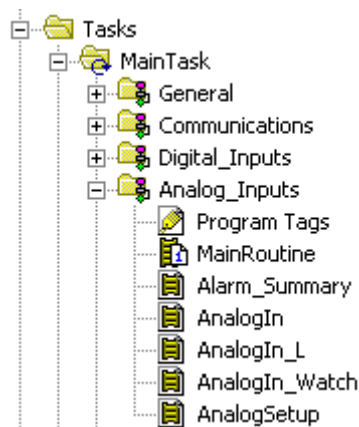 Tasks
MainTask
General
Communications
Digital_Inputs
Analog_Inputs
Program Tags
MainRoutine
Alarm_Summary
AnalogIn
AnalogIn_L
AnalogIn_Watch
AnalogSetup